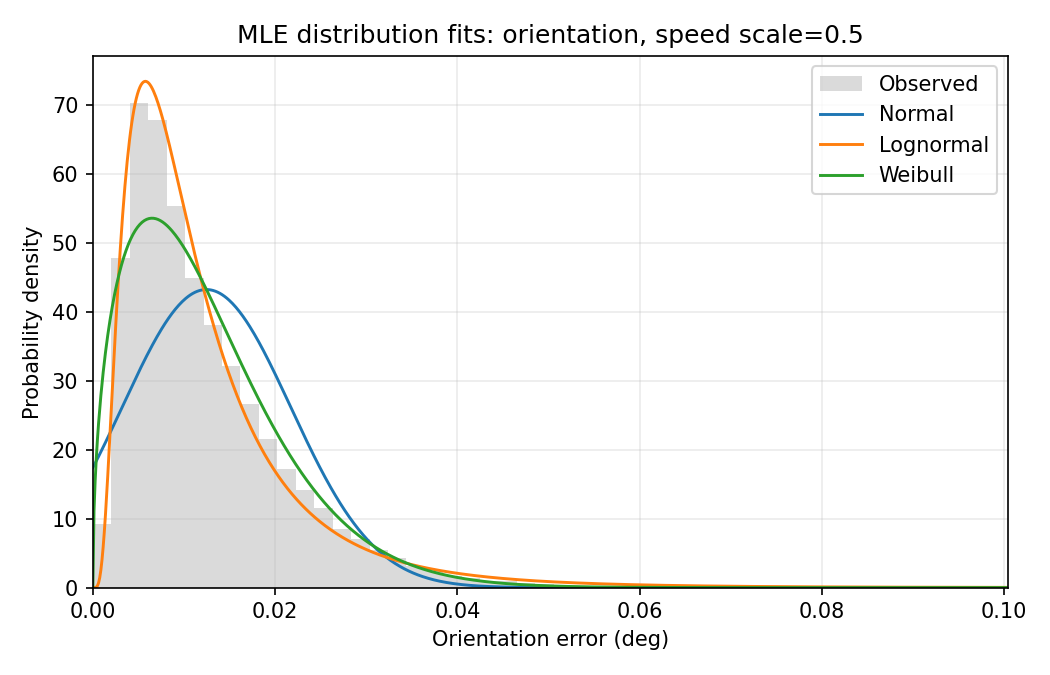 MLE distribution fits: orientation, speed scale=0.5
Observed
Normal
Lognormal
Weibull
Probability density
70
60
50
40
30
20
10
0
0.00 0.02 0.04 0.06 0.08 0.10
Orientation error (deg)